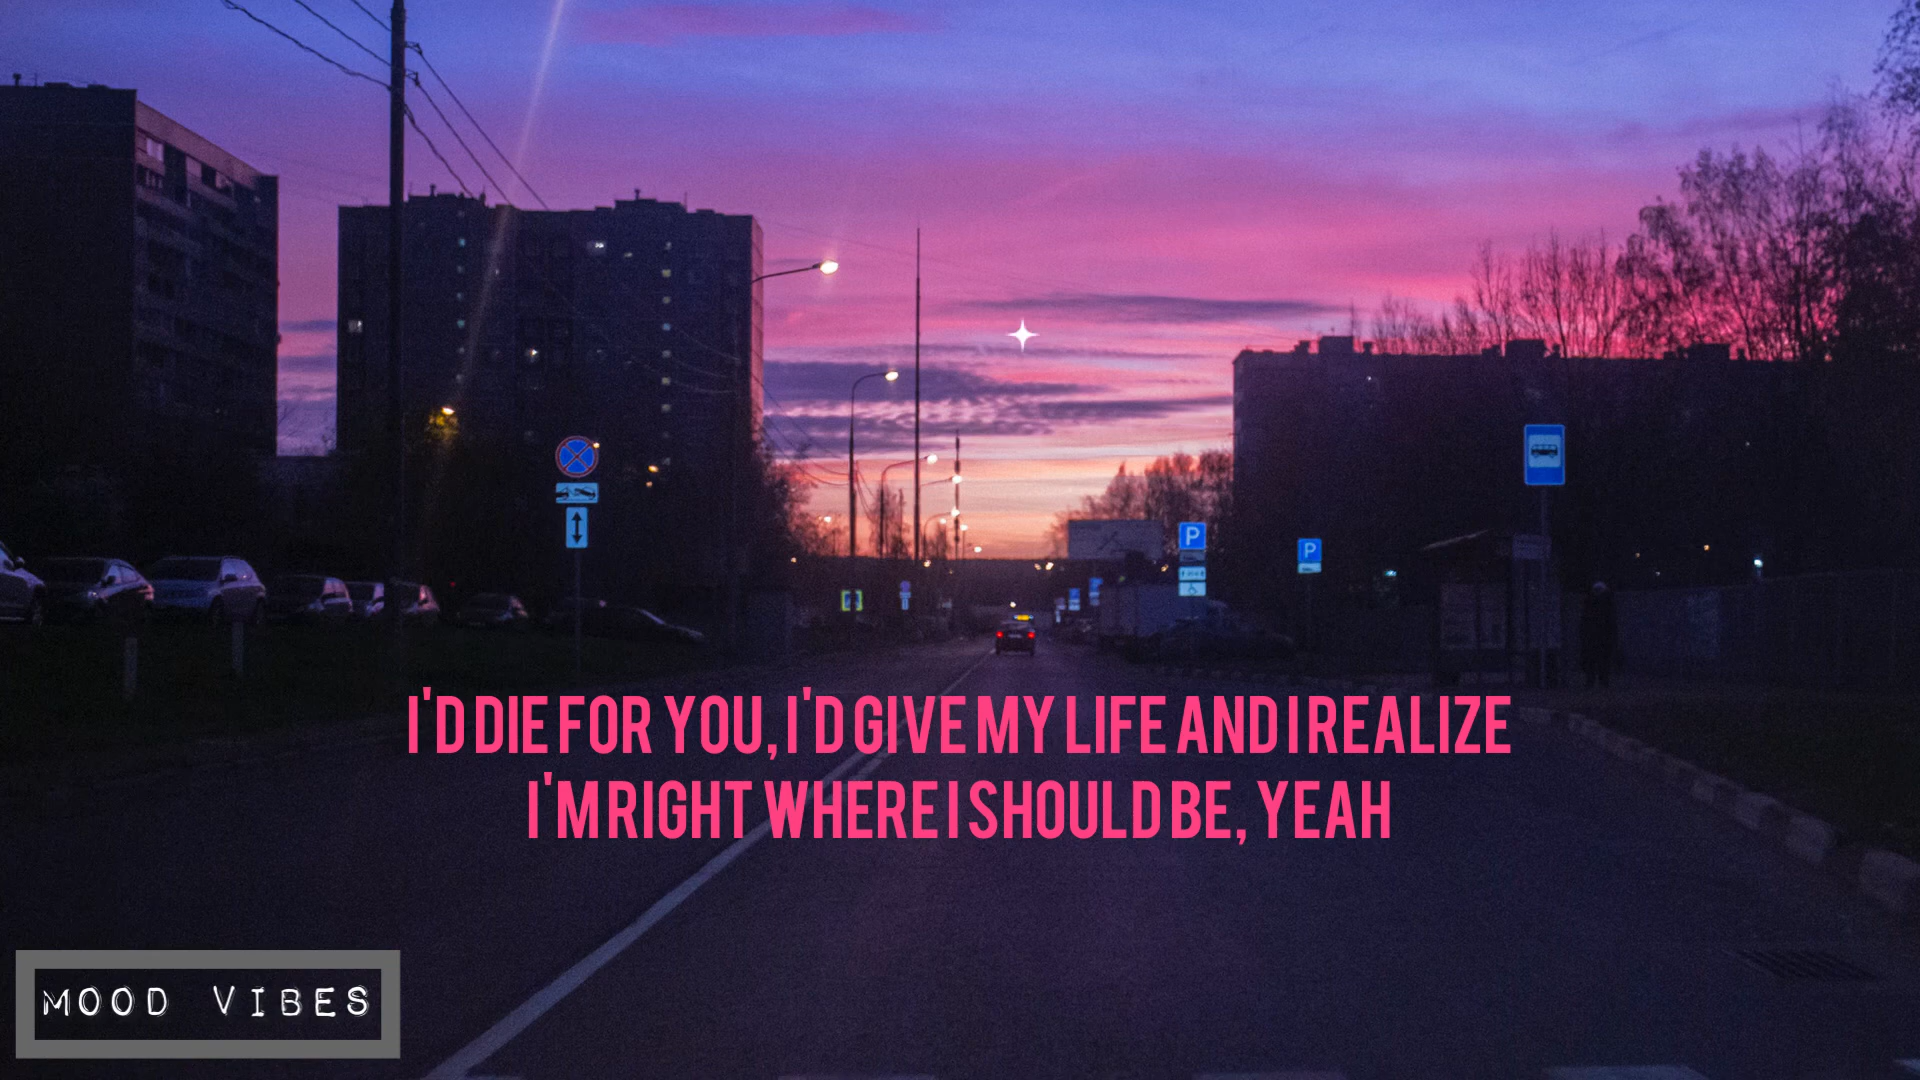 P
P
I'D DIE FOR YOU, I'D GIVE MY LIFE AND I REALIZE
I'M RIGHT WHERE I SHOULD BE, YEAH
MOOD VIBES